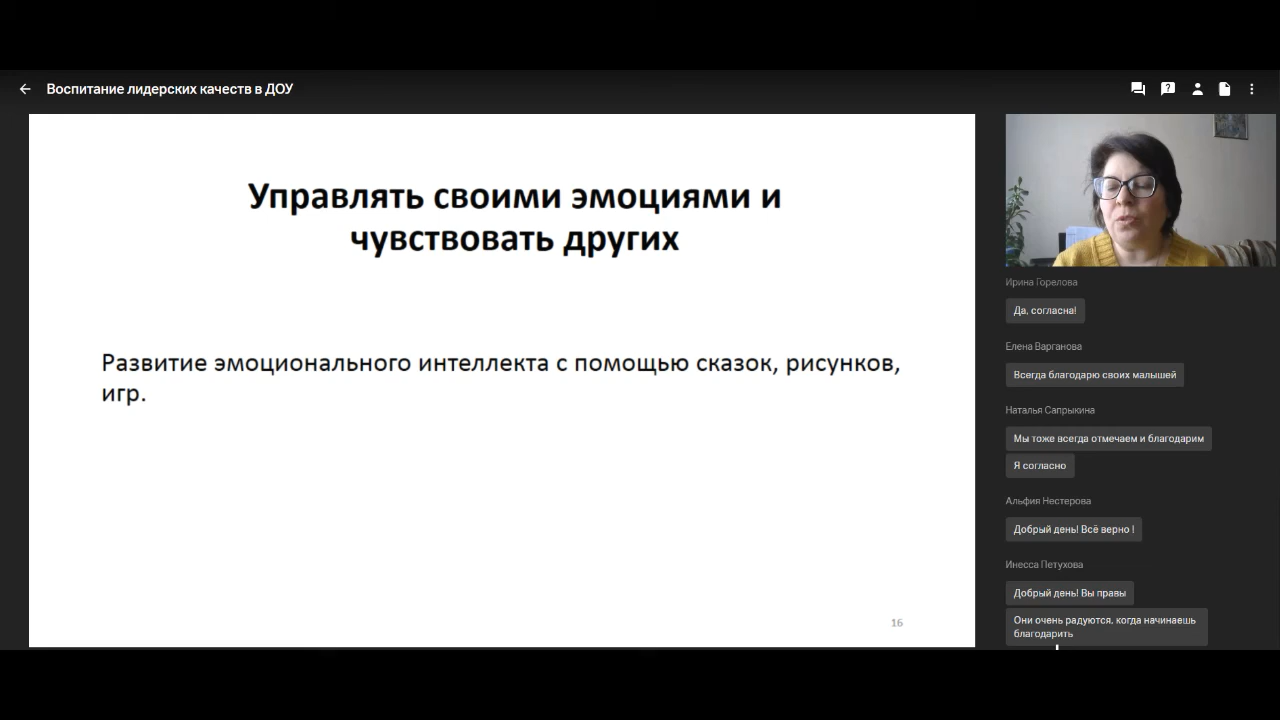 Воспитание лидерских качеств в ДОУ
Управлять своими эмоциями и
чувствовать других
Развитие эмоционального интеллекта с помощью сказок, рисунков,
игр.
16
Ирина Горелова
Да, согласна!
Елена Варганова
Всегда благодарю своих малышей
Наталья Сапрыкина
Мы тоже всегда отмечаем и благодарим
Я согласно
Альфия Нестерова
Добрый день! Всё верно !
Инесса Петухова
Добрый день! Вы правы
Они очень радуются, когда начинаешь
благодарить